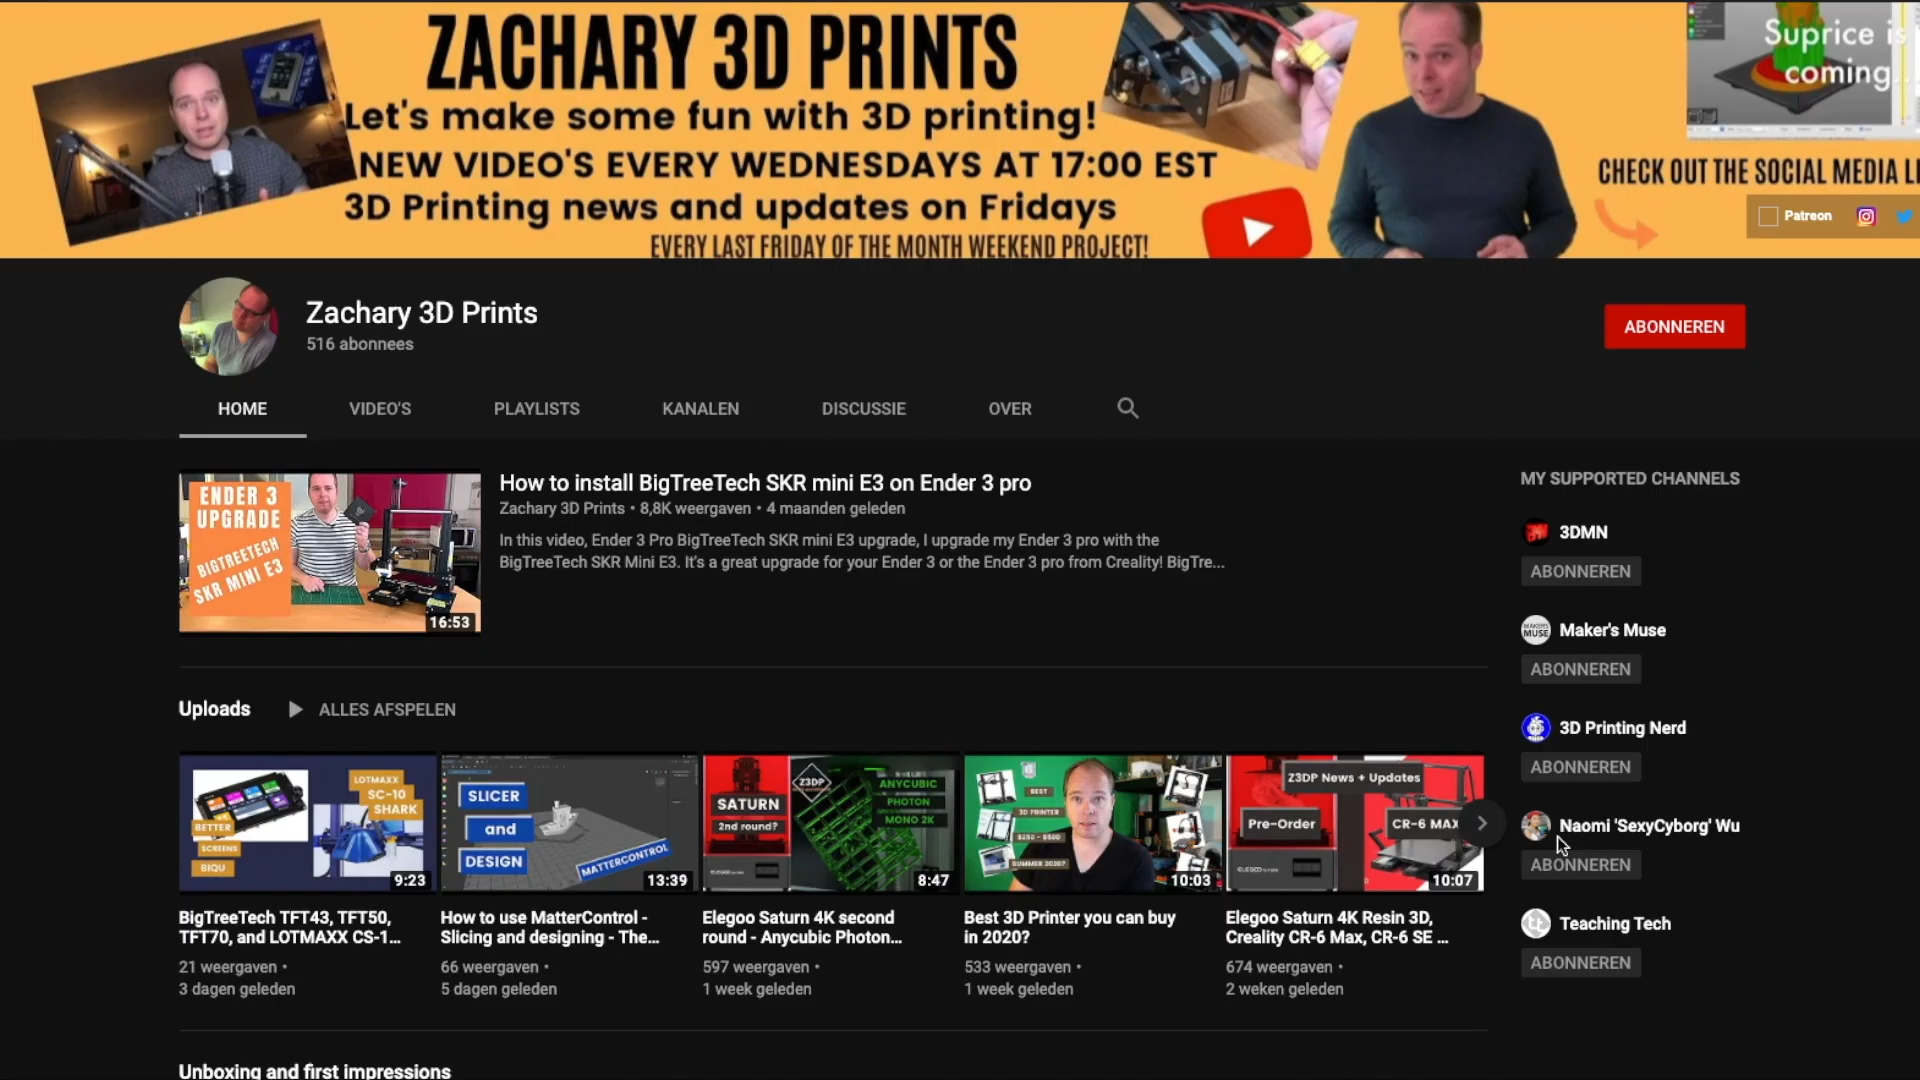 ZACHARY 3D PRINTS
Let's make some fun with 3D printing!
NEW VIDEO'S EVERY WEDNESDAYS AT 17:00 EST
3D Printing news and updates on Fridays
EVERY LAST FRIDAY OF THE MONTH WEEKEND PROJECT!
Suprice is
coming..
CHECK OUT THE SOCIAL MEDIA LI
Patreon
Zachary 3D Prints
516 abonnees
ABONNEREN
HOME
VIDEO'S
PLAYLISTS
KANALEN
DISCUSSIE
OVER
ENDER 3
UPGRADE
BIGTREETECH
SKR MINI E3
16:53
How to install BigTreeTech SKR mini E3 on Ender 3 pro
Zachary 3D Prints • 8,8K weergaven • 4 maanden geleden
In this video, Ender 3 Pro BigTreeTech SKR mini E3 upgrade, I upgrade my Ender 3 pro with the
BigTreeTech SKR Mini E3. It's a great upgrade for your Ender 3 or the Ender 3 pro from Creality! BigTre...
MY SUPPORTED CHANNELS
3DMN
ABONNEREN
MAKER'S
MUSE
Maker's Muse
ABONNEREN
3D Printing Nerd
ABONNEREN
Naomi 'SexyCyborg' Wu
ABONNEREN
tt
Teaching Tech
ABONNEREN
Uploads
ALLES AFSPELEN
LOTMAXX
SC-10
SHARK
BETTER
SCREENS
BIQU
9:23
BigTreeTech TFT43, TFT50,
TFT70, and LOTMAXX CS-1...
21 weergaven •
3 dagen geleden
SLICER
and
DESIGN
MATTERCONTROL
13:39
How to use MatterControl -
Slicing and designing - The...
66 weergaven •
5 dagen geleden
Z3DP
SATURN
2nd round?
ANYCUBIC
PHOTON
MONO 2K
8:47
Elegoo Saturn 4K second
round - Anycubic Photon...
597 weergaven •
1 week geleden
BEST
3D PRINTER
$250 - $500
SUMMER 2020?
10:03
Best 3D Printer you can buy
in 2020?
533 weergaven •
1 week geleden
Z3DP News + Updates
Pre-Order
CR-6 MAX
10:07
Elegoo Saturn 4K Resin 3D,
Creality CR-6 Max, CR-6 SE ...
674 weergaven •
2 weken geleden
Unboxing and first impressions